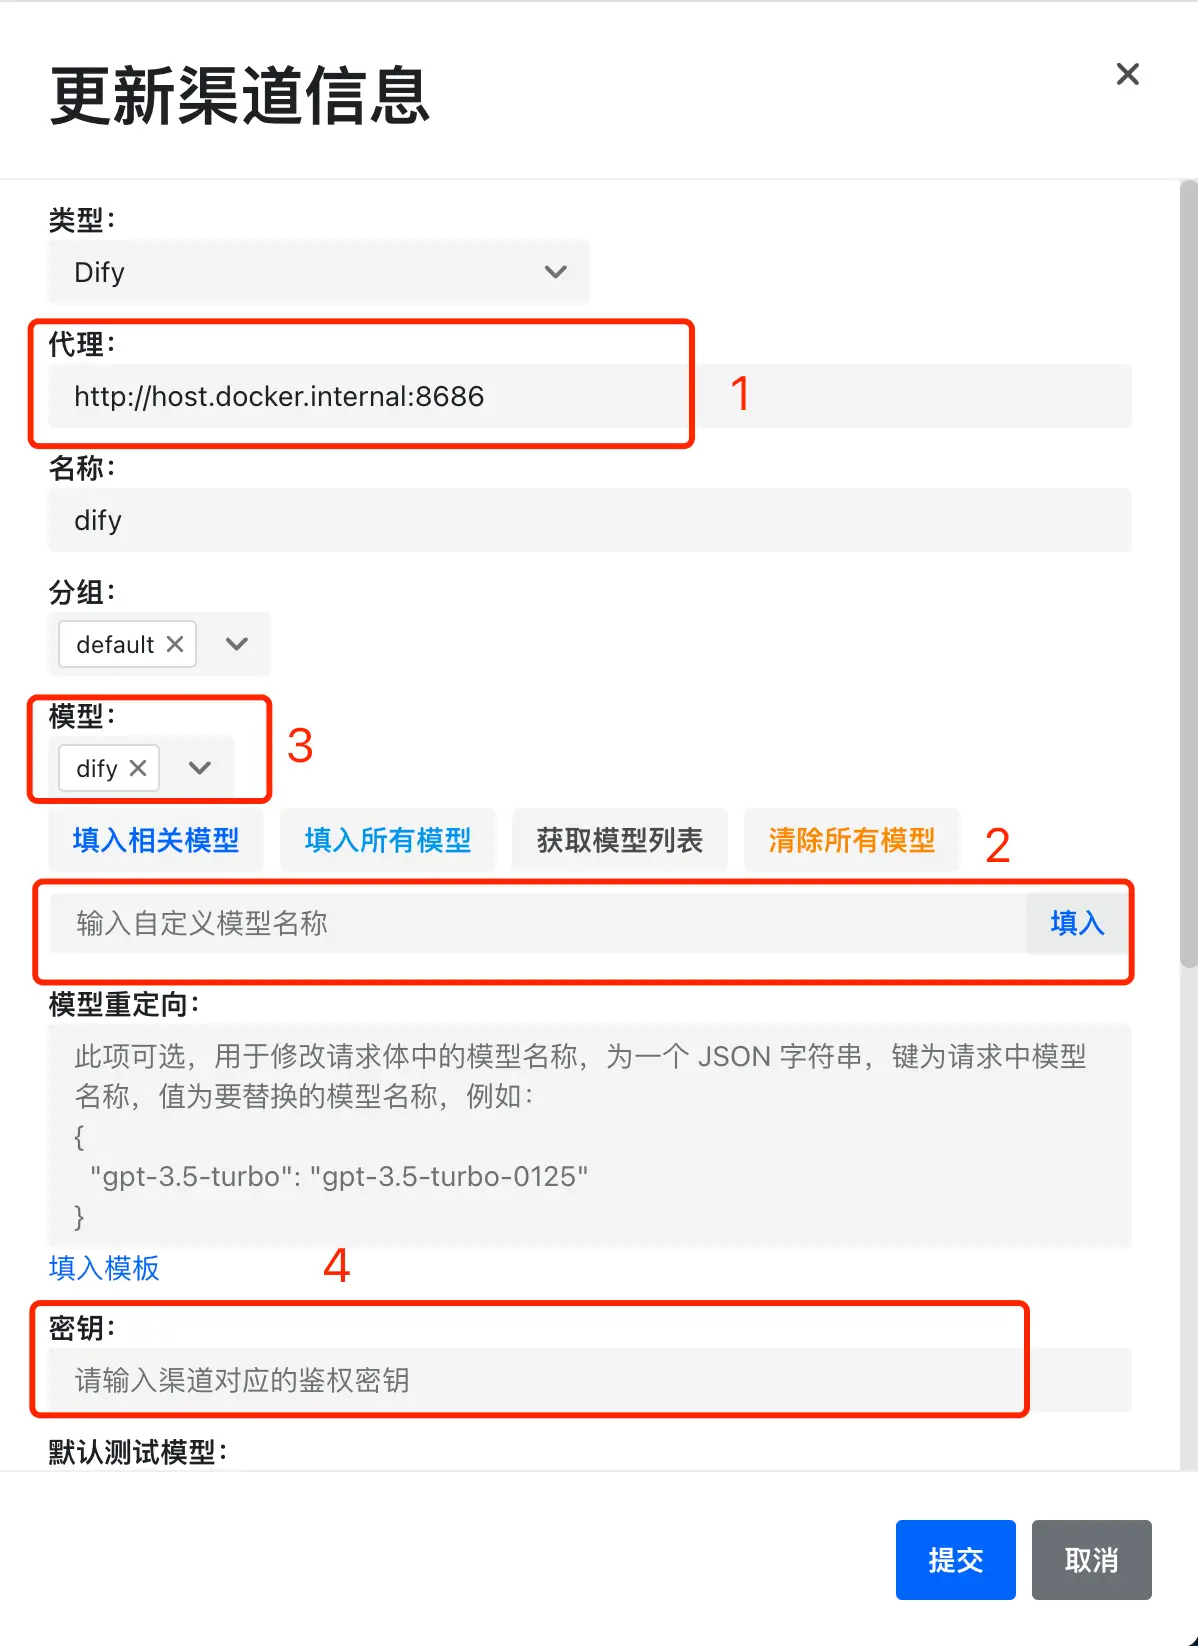 更新渠道信息
类型：
Dify
代理：
http://host.docker.internal:8686
1
名称：
dify
分组：
default
模型：
dify
3
填入相关模型 填入所有模型 获取模型列表 清除所有模型
2
输入自定义模型名称 填入
模型重定向：
此项可选，用于修改请求体中的模型名称，为一个 JSON 字符串，键为请求中模型
名称，值为要替换的模型名称，例如：
{
"gpt-3.5-turbo": "gpt-3.5-turbo-0125"
}
填入模板
4
密钥：
请输入渠道对应的鉴权密钥
默认测试模型：
提交 取消